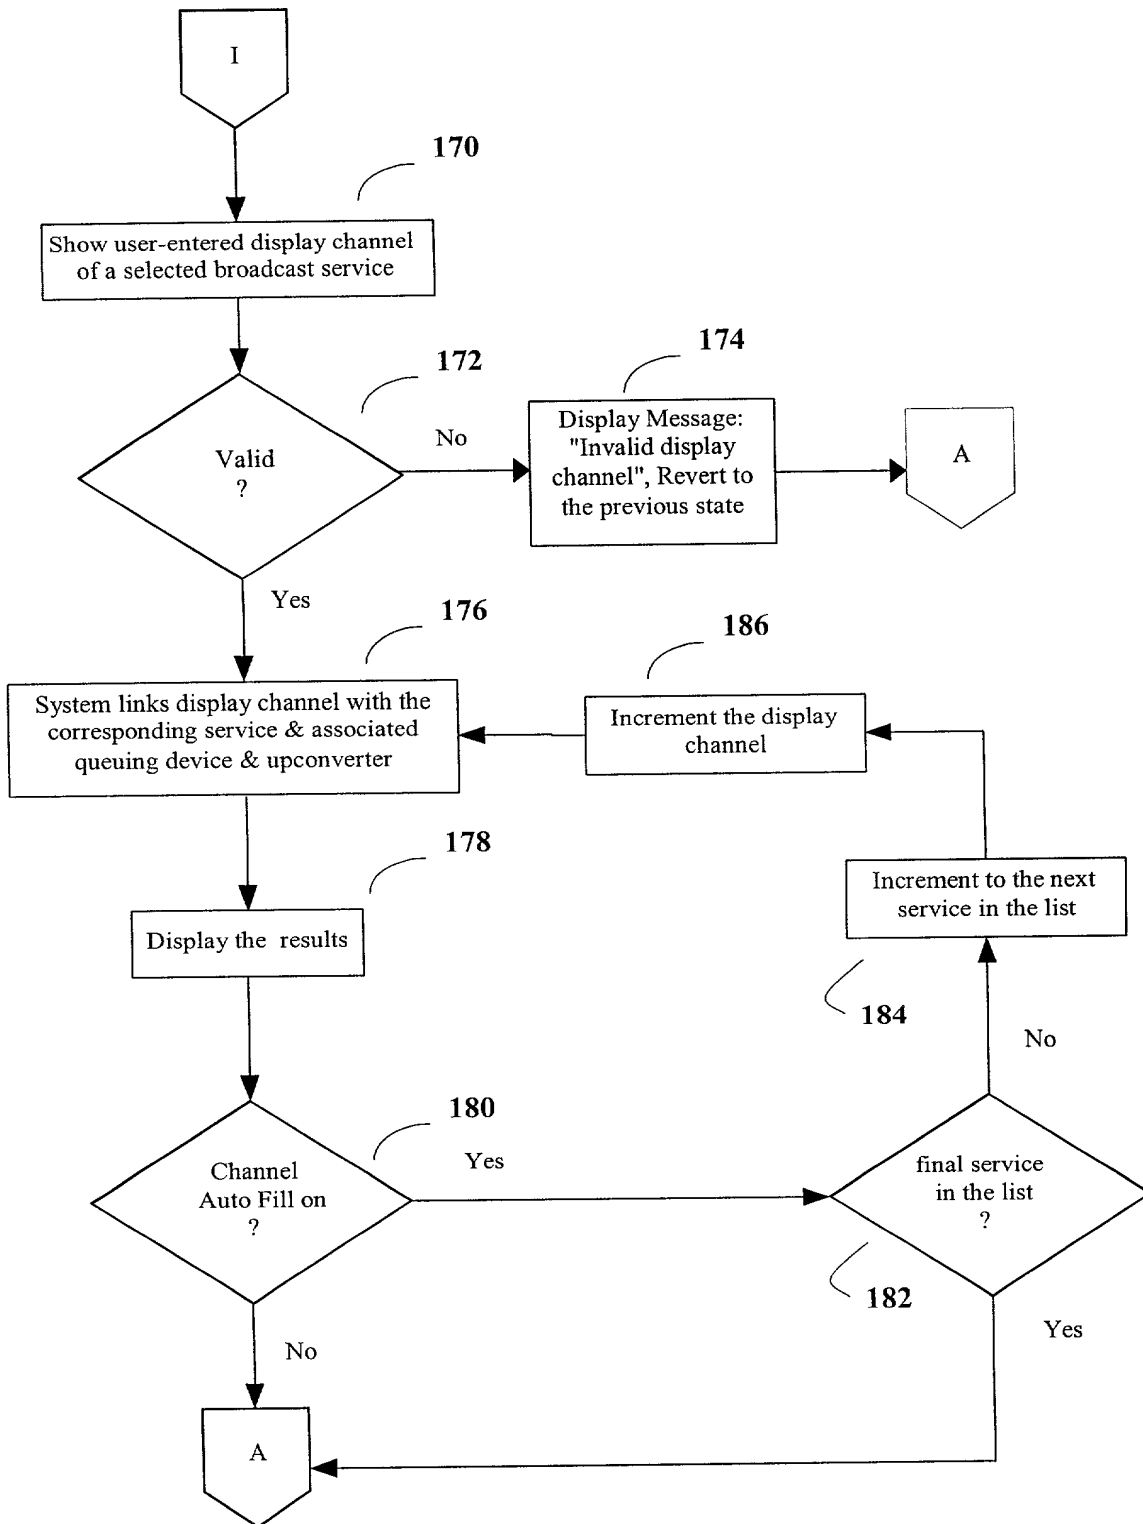 I
170
Show user-entered display channel
of a selected broadcast service
172
174
Valid
?
No
Display Message:
"Invalid display
channel", Revert to
the previous state
A
Yes
176
186
System links display channel with the
corresponding service & associated
queuing device & upconverter
Increment the display
channel
178
Increment to the next
service in the list
Display the results
184
No
180
Channel
Auto Fill on
?
Yes
final service
in the list
?
182
Yes
No
A